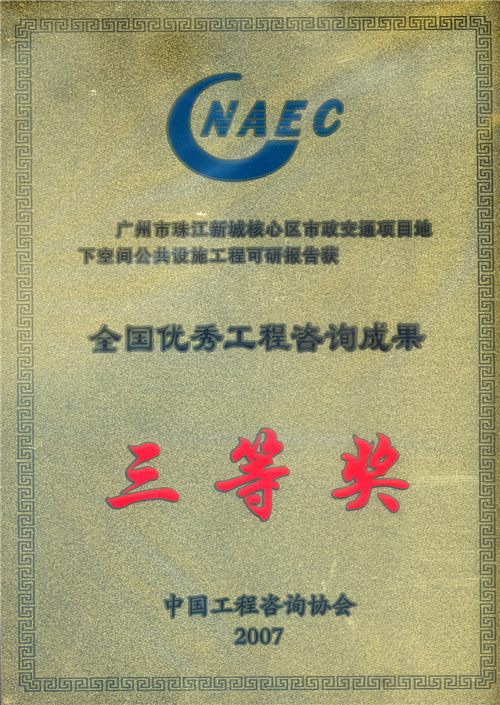 CNAEC
广州市珠江新城核心区市政交通项目地
下空间公共设施工程可研报告获
全国优秀工程咨询成果
三等奖
中国工程咨询协会
2007